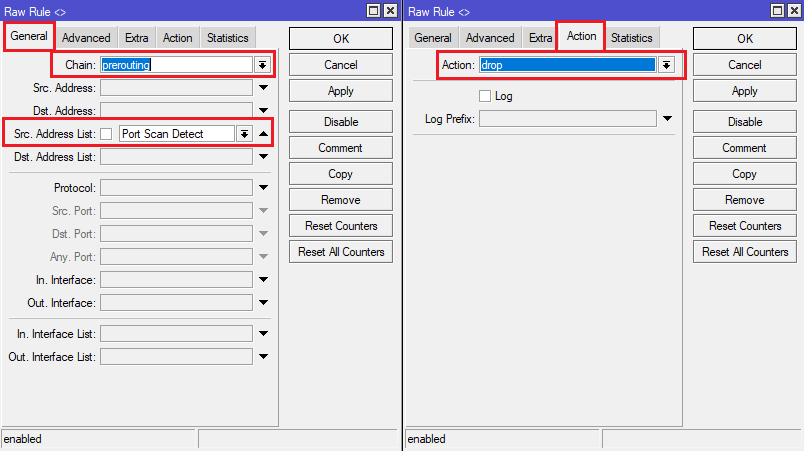 Raw Rule <>
General Advanced Extra Action Statistics
OK
Chain: prerouting
Cancel
Src. Address:
Apply
Dst. Address:
Src. Address List: Port Scan Detect
Disable
Dst. Address List:
Comment
Copy
Protocol:
Remove
Src. Port:
Reset Counters
Dst. Port:
Reset All Counters
Any. Port:
In. Interface:
Out. Interface:
In. Interface List:
Out. Interface List:
enabled
Raw Rule <>
General Advanced Extra Action Statistics
OK
Action: drop
Cancel
Log
Apply
Log Prefix:
Disable
Comment
Copy
Remove
Reset Counters
Reset All Counters
enabled